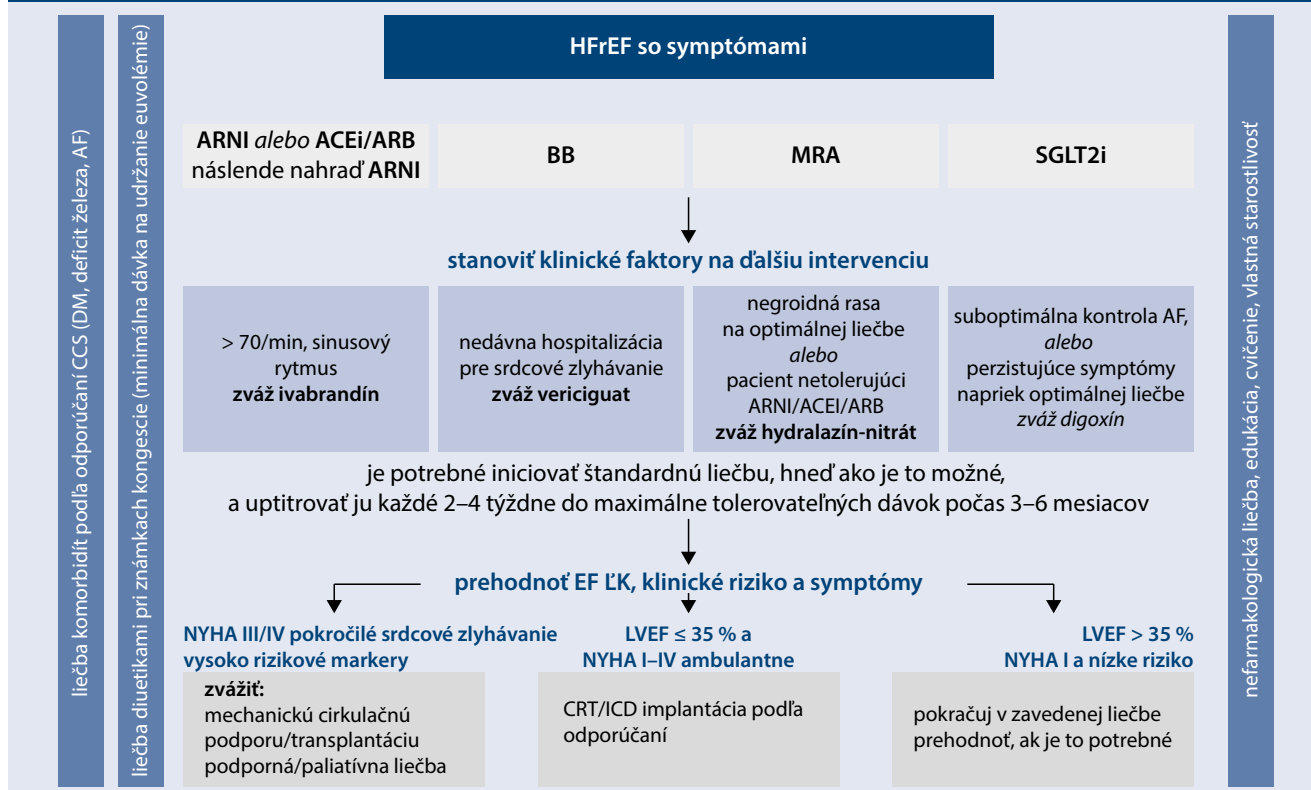 HFrEF so symptómami
liečba komorbidít podľa odporúčaní CCS (DM, deficit železa, AF)
liečba diuetikami pri známkach kongescie (minimálna dávka na udržanie euvolémie)
ARNI alebo ACEi/ARB
náslende nahraď ARNI
BB
MRA
SGLT2i
stanoviť klinické faktory na ďalšiu intervenciu
> 70/min, sinusový
rytmus
zváž ivabrandín
nedávna hospitalizácia
pre srdcové zlyhávanie
zváž vericiguat
negroidná rasa
na optimálnej liečbe
alebo
pacient netolerujúci
ARNI/ACEI/ARB
zváž hydralazín-nitrát
suboptimálna kontrola AF,
alebo
perzistujúce symptómy
napriek optimálnej liečbe
zváž digoxín
je potrebné iniciovať štandardnú liečbu, hneď ako je to možné,
a uptitrovať ju každé 2–4 týždne do maximálne tolerovateľných dávok počas 3–6 mesiacov
prehodnoť EF ĽK, klinické riziko a symptómy
NYHA III/IV pokročilé srdcové zlyhávanie
vysoko rizikové markery
zvážiť:
mechanickú cirkulačnú
podporu/transplantáciu
podporná/paliatívna liečba
LVEF ≤ 35 % a
NYHA I–IV ambulantne
CRT/ICD implantácia podľa
odporúčaní
LVEF > 35 %
NYHA I a nízke riziko
pokračuj v zavedenej liečbe
prehodnoť, ak je to potrebné
nefarmakologická liečba, edukácia, cvičenie, vlastná starostlivosť